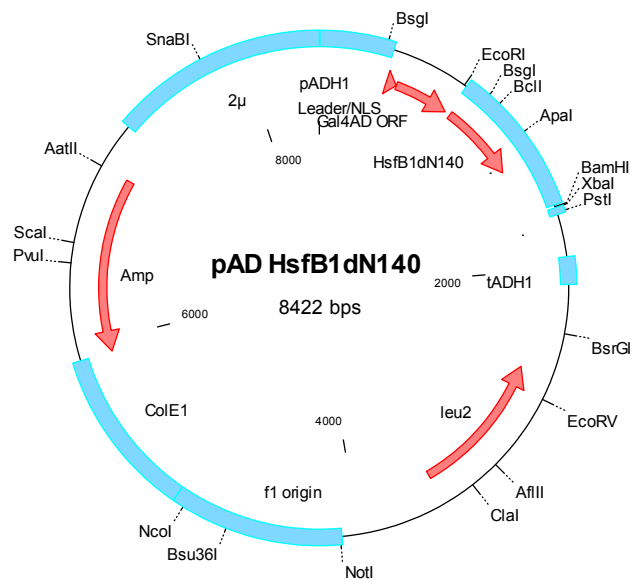 BsgI
SnaBI
EcoRI
pADH1
BsgI
BclI
2µ
Leader/NLS
Gal4AD ORF
ApaI
8000
AatII
HsfB1dN140
BamHI
XbaI
PstI
ScaI
PvuI
pAD HsfB1dN140
Amp
2000
tADH1
8422 bps
6000
BsrGI
ColE1
leu2
EcoRV
4000
f1 origin
AflII
ClaI
NcoI
Bsu36I
NotI